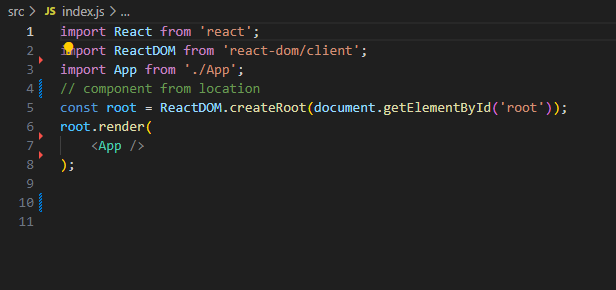 src > JS index.js > ...
1 import React from 'react';
2 import ReactDOM from 'react-dom/client';
3 import App from './App';
4 // component from location
5 const root = ReactDOM.createRoot(document.getElementById('root'));
6 root.render(
7 <App />
8 );
9
10
11